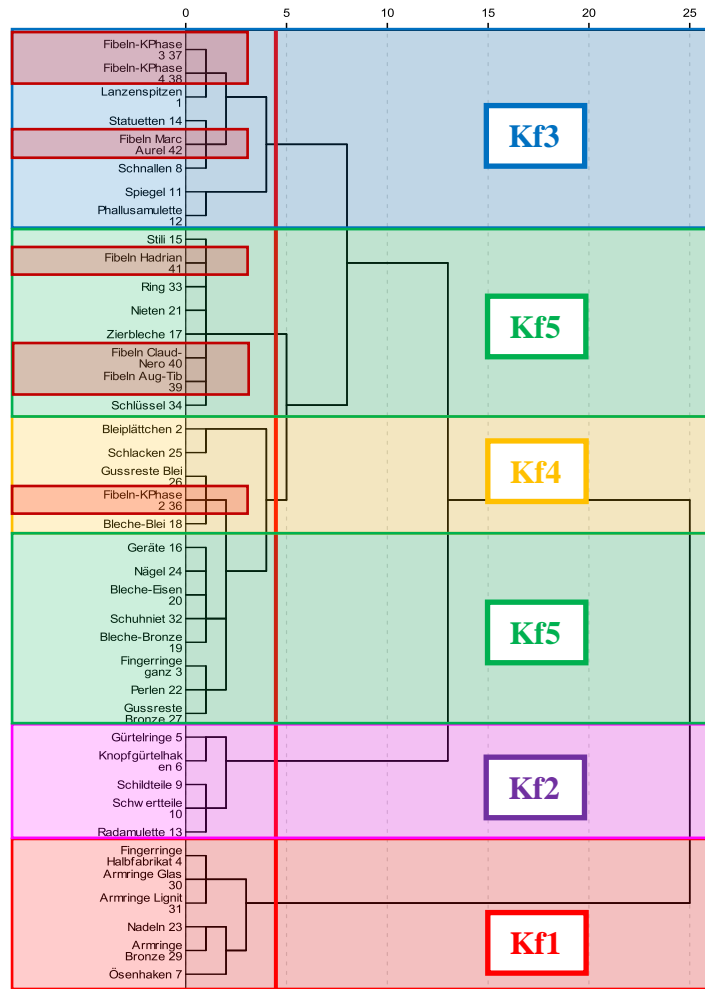 0 5 10 15 20 25
Fibeln-KPhase
3 37
Fibeln-KPhase
4 38
Lanzenspitzen
1
Statuetten 14
Fibeln Marc
Aurel 42
Schnallen 8
Spiegel 11
Phallusamulette
12
Kf3
Stili 15
Fibeln Hadrian
41
Ring 33
Nieten 21
Zierbleche 17
Fibeln Claud-
Nero 40
Fibeln Aug-Tib
39
Schlüssel 34
Kf5
Bleiplättchen 2
Schlacken 25
Gussreste Blei
26
Fibeln-KPhase
2 36
Bleche-Blei 18
Kf4
Geräte 16
Nägel 24
Bleche-Eisen
20
Schuhniet 32
Bleche-Bronze
19
Fingerringe
ganz 3
Perlen 22
Gussreste
Bronze 27
Kf5
Gürtelringe 5
Knopfgürtelhak
en 6
Schildteile 9
Schwertteile
10
Radamulette 13
Kf2
Fingerringe
Halbfabrikat 4
Armringe Glas
30
Armringe Lignit
31
Nadeln 23
Armringe
Bronze 29
Ösenhaken 7
Kf1